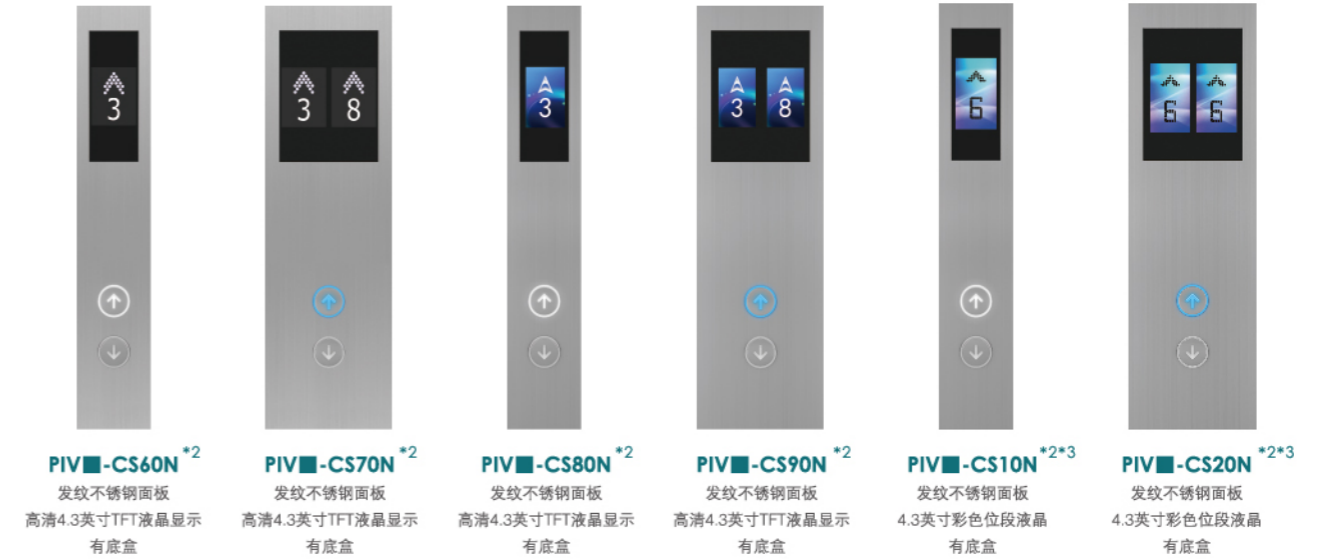 3
3 8
3
3 8
6
6 6
PIV■-CS60N *2
发纹不锈钢面板
高清4.3英寸TFT液晶显示
有底盒
PIV■-CS70N *2
发纹不锈钢面板
高清4.3英寸TFT液晶显示
有底盒
PIV■-CS80N *2
发纹不锈钢面板
高清4.3英寸TFT液晶显示
有底盒
PIV■-CS90N *2
发纹不锈钢面板
高清4.3英寸TFT液晶显示
有底盒
PIV■-CS10N *2*3
发纹不锈钢面板
4.3英寸彩色位段液晶
有底盒
PIV■-CS20N *2*3
发纹不锈钢面板
4.3英寸彩色位段液晶
有底盒